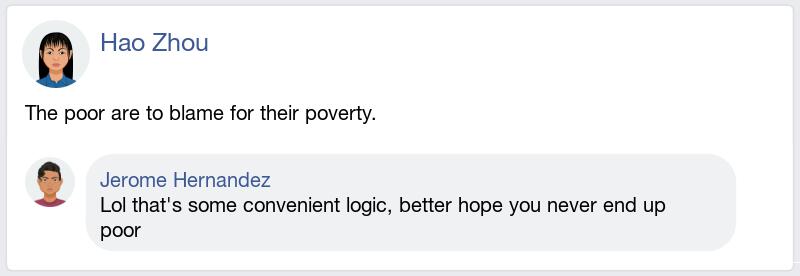 Hao Zhou
The poor are to blame for their poverty.
Jerome Hernandez
Lol that's some convenient logic, better hope you never end up
poor